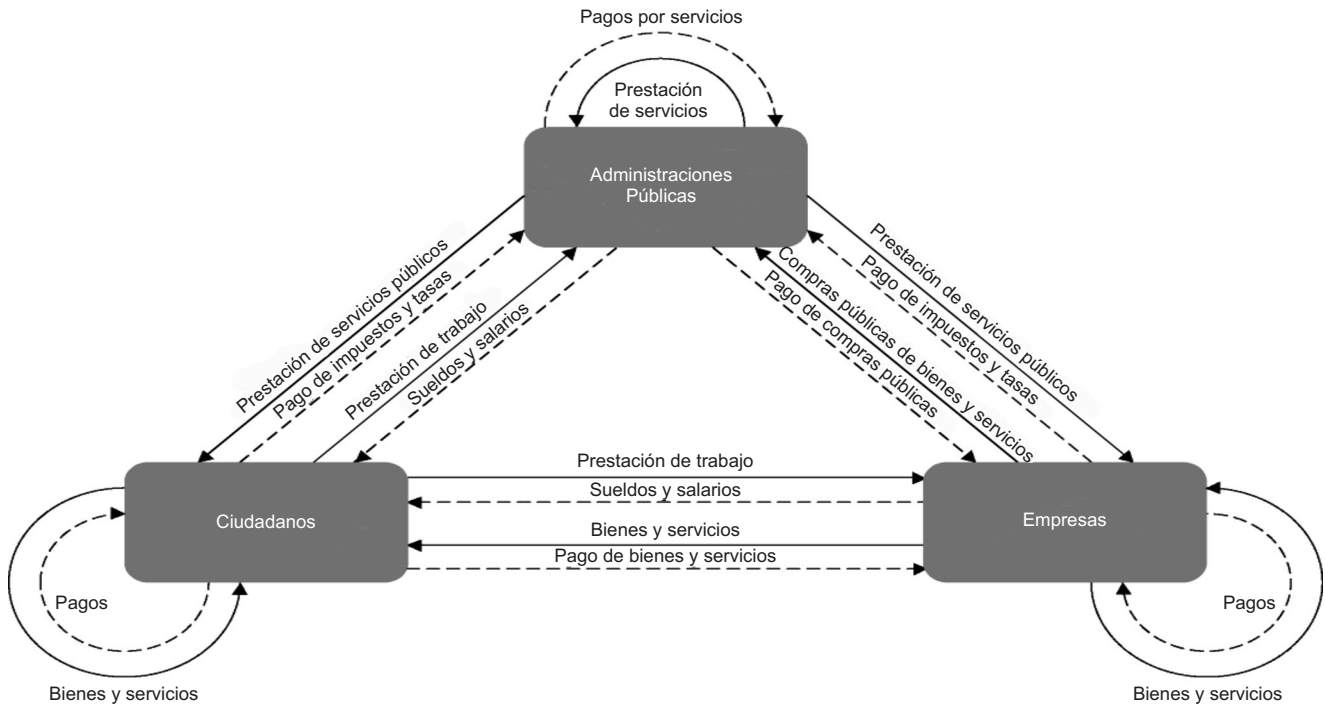 Pagos por servicios
Prestación
de servicios
Administraciones
Públicas
Prestación de servicios públicos
Pago de impuestos y tasas
Prestación de trabajo
Sueldos y salarios
Prestación de servicios públicos
Pago de impuestos y tasas
Compras públicas de bienes y servicios
Pago de compras públicas
Ciudadanos
Prestación de trabajo
Sueldos y salarios
Bienes y servicios
Pago de bienes y servicios
Empresas
Pagos
Bienes y servicios
Pagos
Bienes y servicios